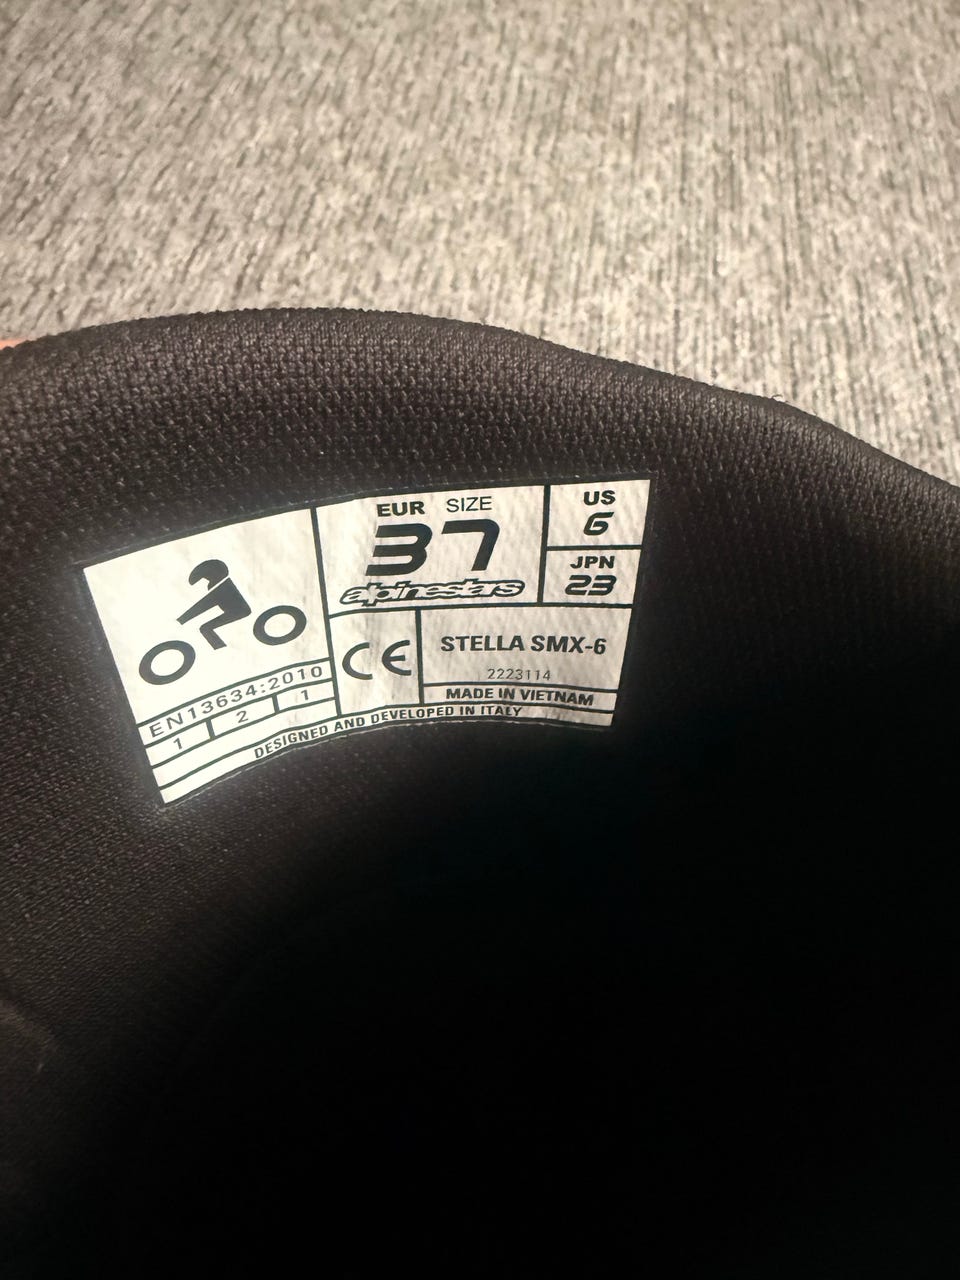 EUR SIZE
37
alpinestars
US
6
JPN
23
EN13634:2010
1 2 1
CE
STELLA SMX-6
2223114
MADE IN VIETNAM
DESIGNED AND DEVELOPED IN ITALY